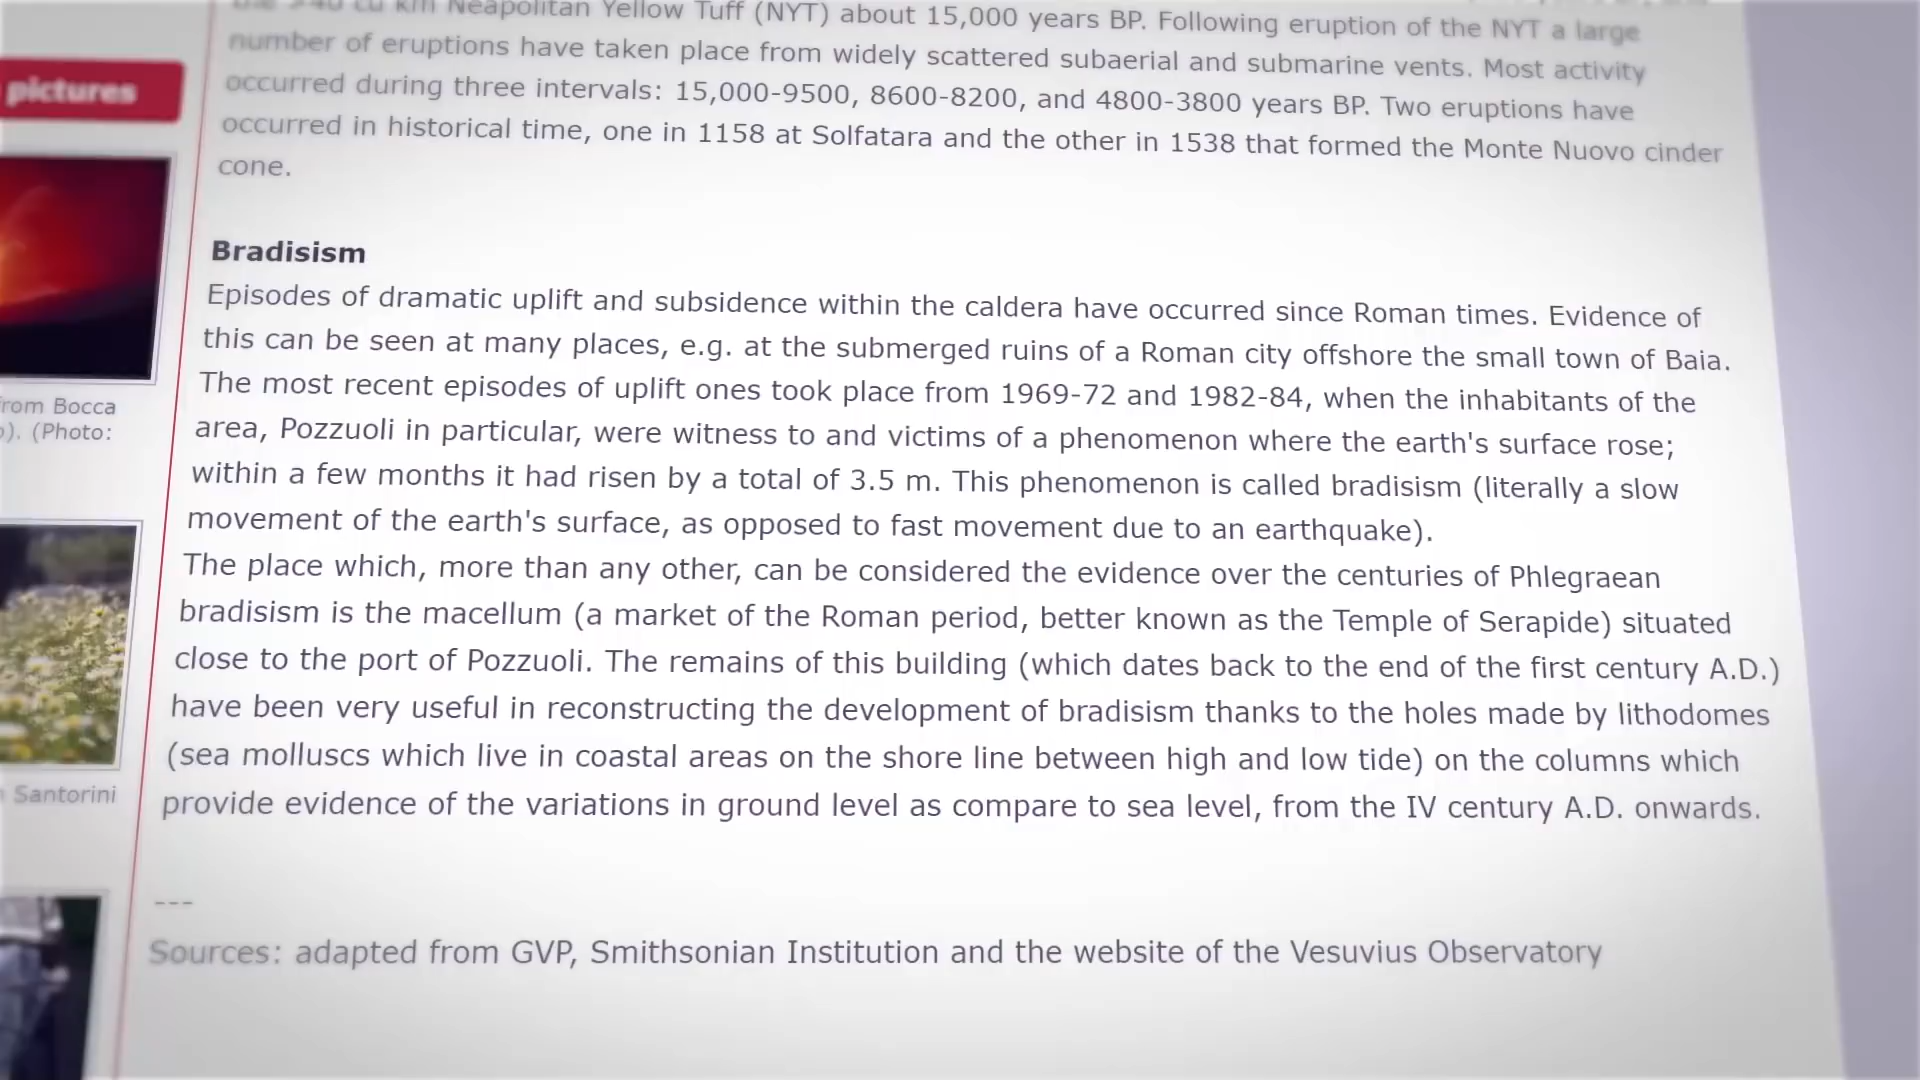 the >40 cu km Neapolitan Yellow Tuff (NYT) about 15,000 years BP. Following eruption of the NYT a large
number of eruptions have taken place from widely scattered subaerial and submarine vents. Most activity
occurred during three intervals: 15,000-9500, 8600-8200, and 4800-3800 years BP. Two eruptions have
occurred in historical time, one in 1158 at Solfatara and the other in 1538 that formed the Monte Nuovo cinder
cone.
Bradisism
Episodes of dramatic uplift and subsidence within the caldera have occurred since Roman times. Evidence of
this can be seen at many places, e.g. at the submerged ruins of a Roman city offshore the small town of Baia.
The most recent episodes of uplift ones took place from 1969-72 and 1982-84, when the inhabitants of the
area, Pozzuoli in particular, were witness to and victims of a phenomenon where the earth's surface rose;
within a few months it had risen by a total of 3.5 m. This phenomenon is called bradisism (literally a slow
movement of the earth's surface, as opposed to fast movement due to an earthquake).
The place which, more than any other, can be considered the evidence over the centuries of Phlegraean
bradisism is the macellum (a market of the Roman period, better known as the Temple of Serapide) situated
close to the port of Pozzuoli. The remains of this building (which dates back to the end of the first century A.D.)
have been very useful in reconstructing the development of bradisism thanks to the holes made by lithodomes
(sea molluscs which live in coastal areas on the shore line between high and low tide) on the columns which
provide evidence of the variations in ground level as compare to sea level, from the IV century A.D. onwards.
---
Sources: adapted from GVP, Smithsonian Institution and the website of the Vesuvius Observatory
pictures
from Bocca
). (Photo:
Santorini